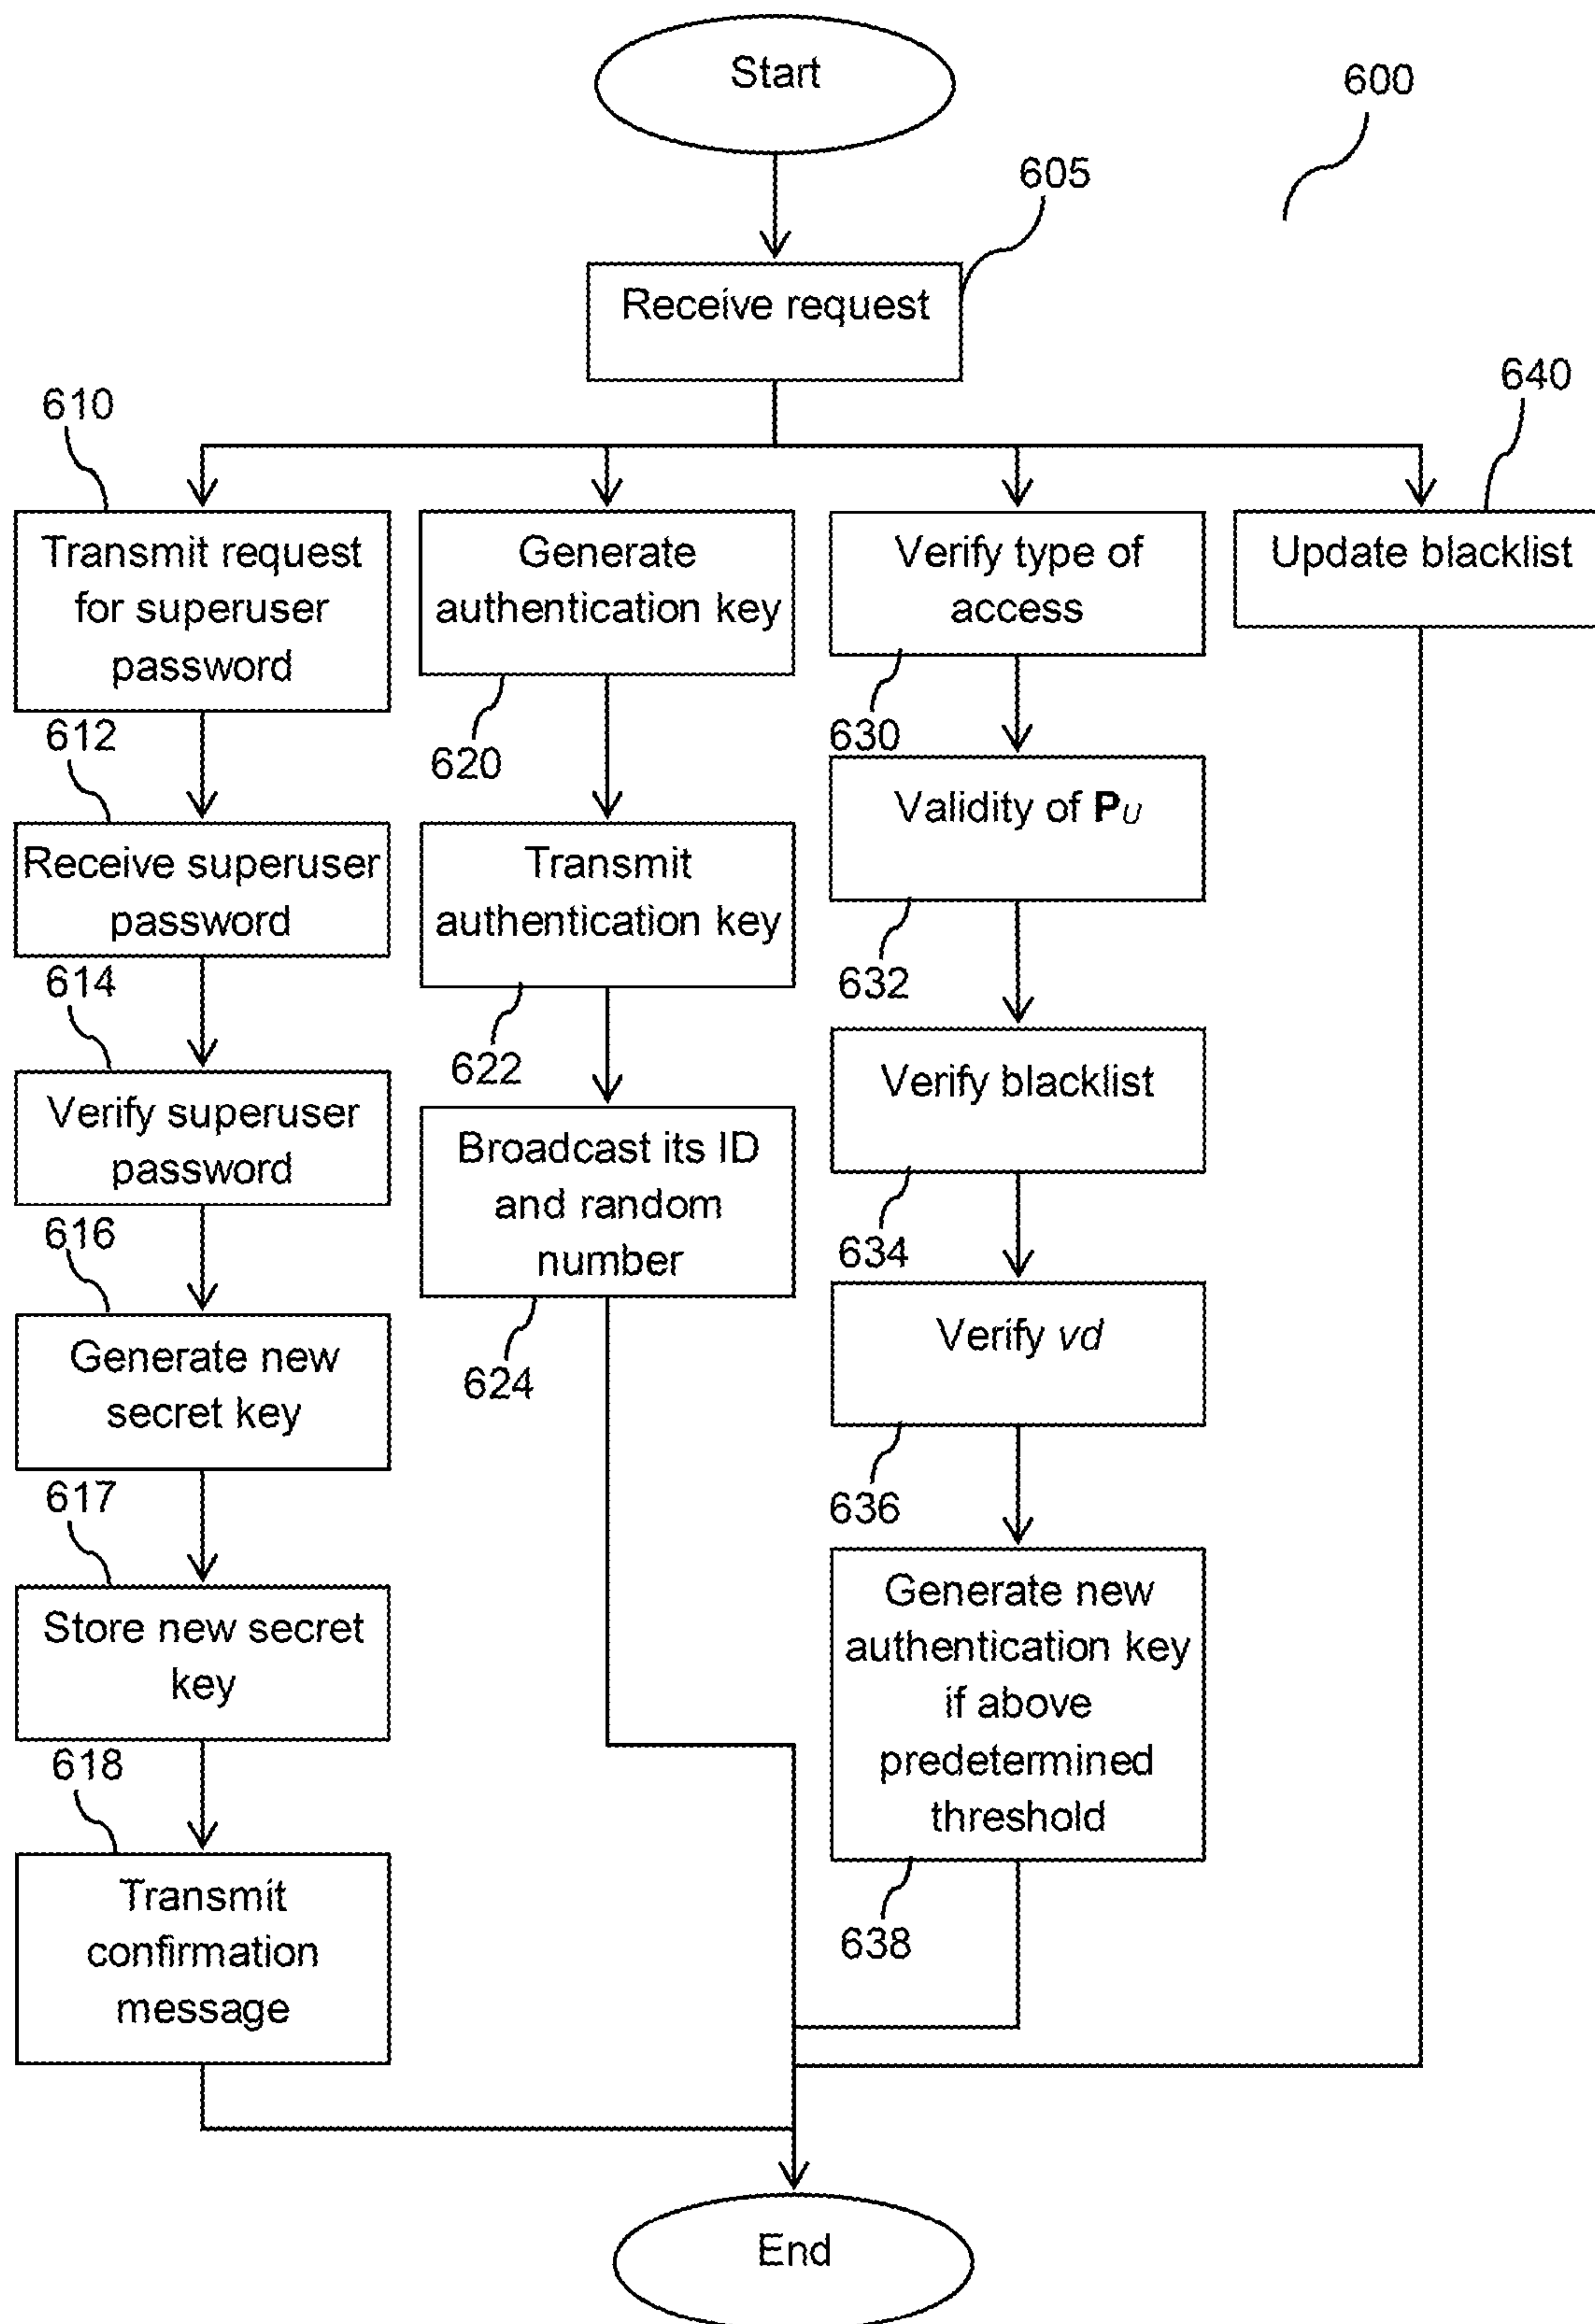 Start
600
605
Receive request
610
640
Transmit request
for superuser
password
Generate
authentication key
Verify type of
access
Update blacklist
612
620
630
Receive superuser
password
Transmit
authentication key
Validity of PU
632
614
622
Verify superuser
password
Broadcast its ID
and random
number
Verify blacklist
634
616
624
Generate new
secret key
Verify vd
636
617
Store new secret
key
Generate new
authentication key
if above
predetermined
threshold
638
618
Transmit
confirmation
message
End